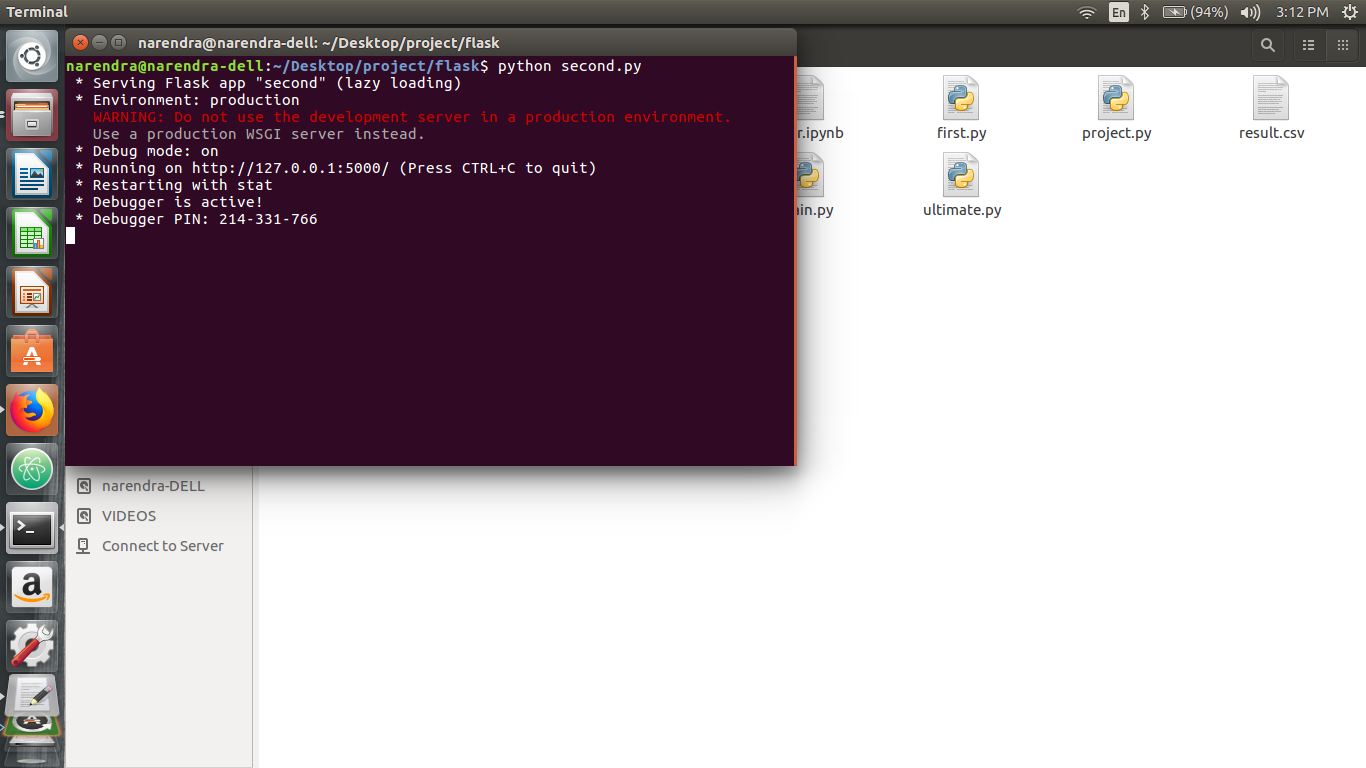 Terminal
En
(94%)
3:12 PM
narendra@narendra-dell: ~/Desktop/project/flask
narendra@narendra-dell:~/Desktop/project/flask$ python second.py
* Serving Flask app "second" (lazy loading)
* Environment: production
WARNING: Do not use the development server in a production environment.
Use a production WSGI server instead.
* Debug mode: on
* Running on http://127.0.0.1:5000/ (Press CTRL+C to quit)
* Restarting with stat
* Debugger is active!
* Debugger PIN: 214-331-766
r.ipynb
first.py
project.py
result.csv
in.py
ultimate.py
narendra-DELL
VIDEOS
Connect to Server